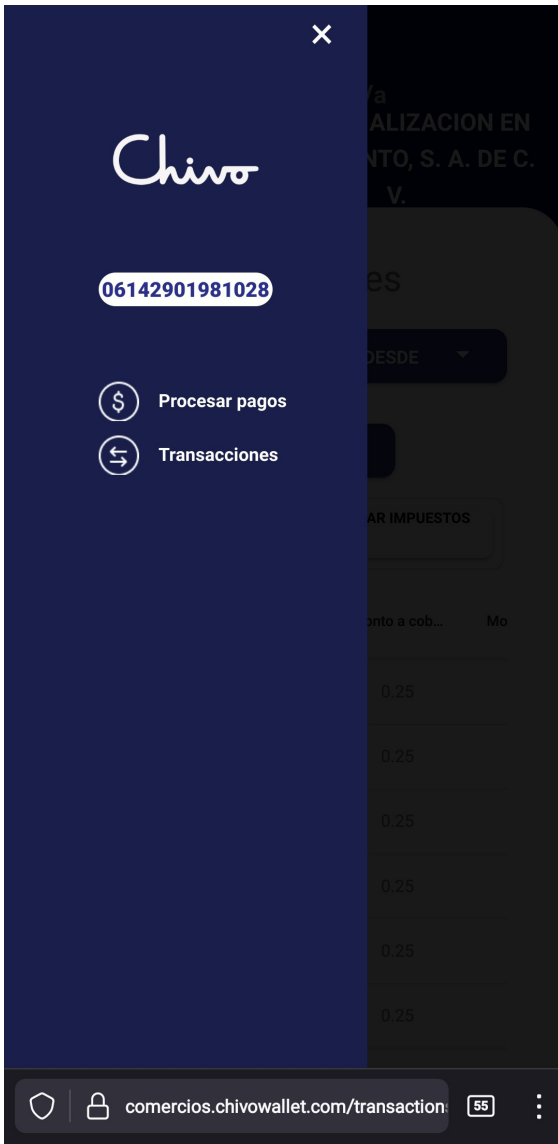 Chivo
06142901981028
Procesar pagos
Transacciones
ALIZACION EN
NTO, S. A. DE C.
V.
es
DESDE
AR IMPUESTOS
onto a cob... Mo
0.25
0.25
0.25
0.25
0.25
0.25
comercios.chivowallet.com/transaction
55